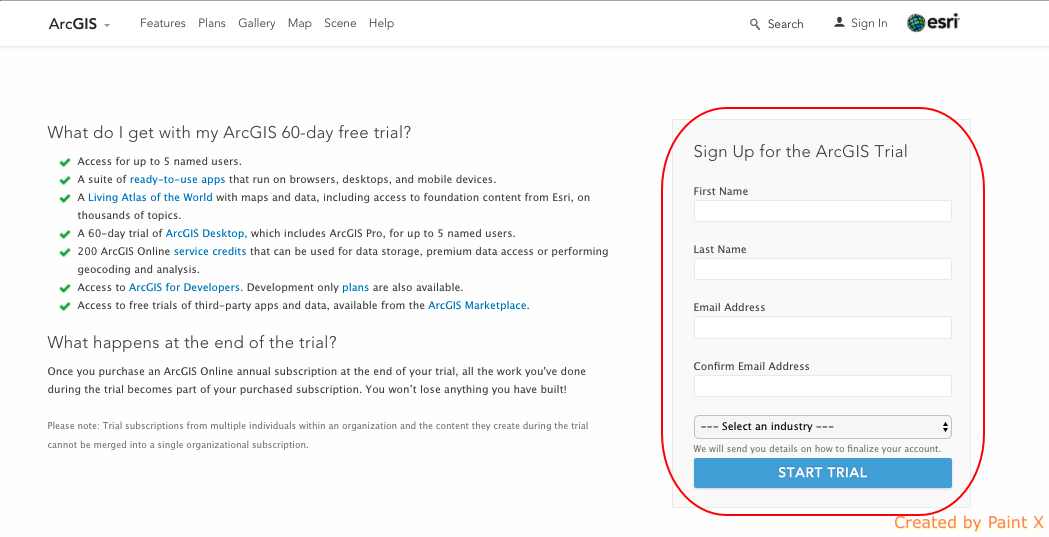 ArcGIS Features Plans Gallery Map Scene Help Search Sign In esri
What do I get with my ArcGIS 60-day free trial?
Access for up to 5 named users.
A suite of ready-to-use apps that run on browsers, desktops, and mobile devices.
A Living Atlas of the World with maps and data, including access to foundation content from Esri, on
thousands of topics.
A 60-day trial of ArcGIS Desktop, which includes ArcGIS Pro, for up to 5 named users.
200 ArcGIS Online service credits that can be used for data storage, premium data access or performing
geocoding and analysis.
Access to ArcGIS for Developers. Development only plans are also available.
Access to free trials of third-party apps and data, available from the ArcGIS Marketplace.
What happens at the end of the trial?
Once you purchase an ArcGIS Online annual subscription at the end of your trial, all the work you've done
during the trial becomes part of your purchased subscription. You won't lose anything you have built!
Please note: Trial subscriptions from multiple individuals within an organization and the content they create during the trial
cannot be merged into a single organizational subscription.
Sign Up for the ArcGIS Trial
First Name
Last Name
Email Address
Confirm Email Address
--- Select an industry ---
We will send you details on how to finalize your account.
START TRIAL
Created by Paint X